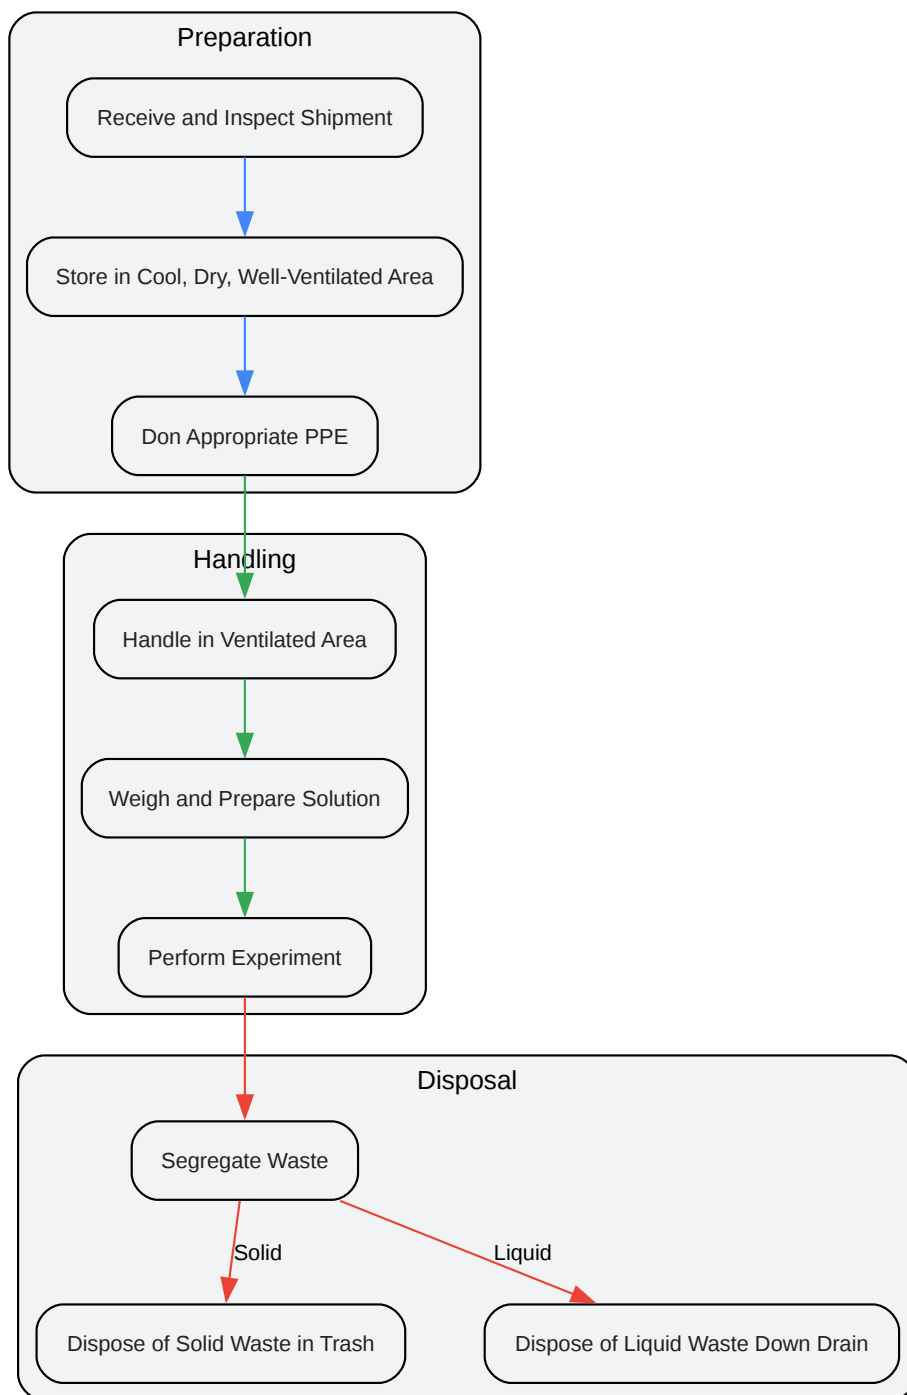 Preparation
Receive and Inspect Shipment
Store in Cool, Dry, Well-Ventilated Area
Don Appropriate PPE
Handling
Handle in Ventilated Area
Weigh and Prepare Solution
Perform Experiment
Disposal
Segregate Waste
Solid
Liquid
Dispose of Solid Waste in Trash
Dispose of Liquid Waste Down Drain